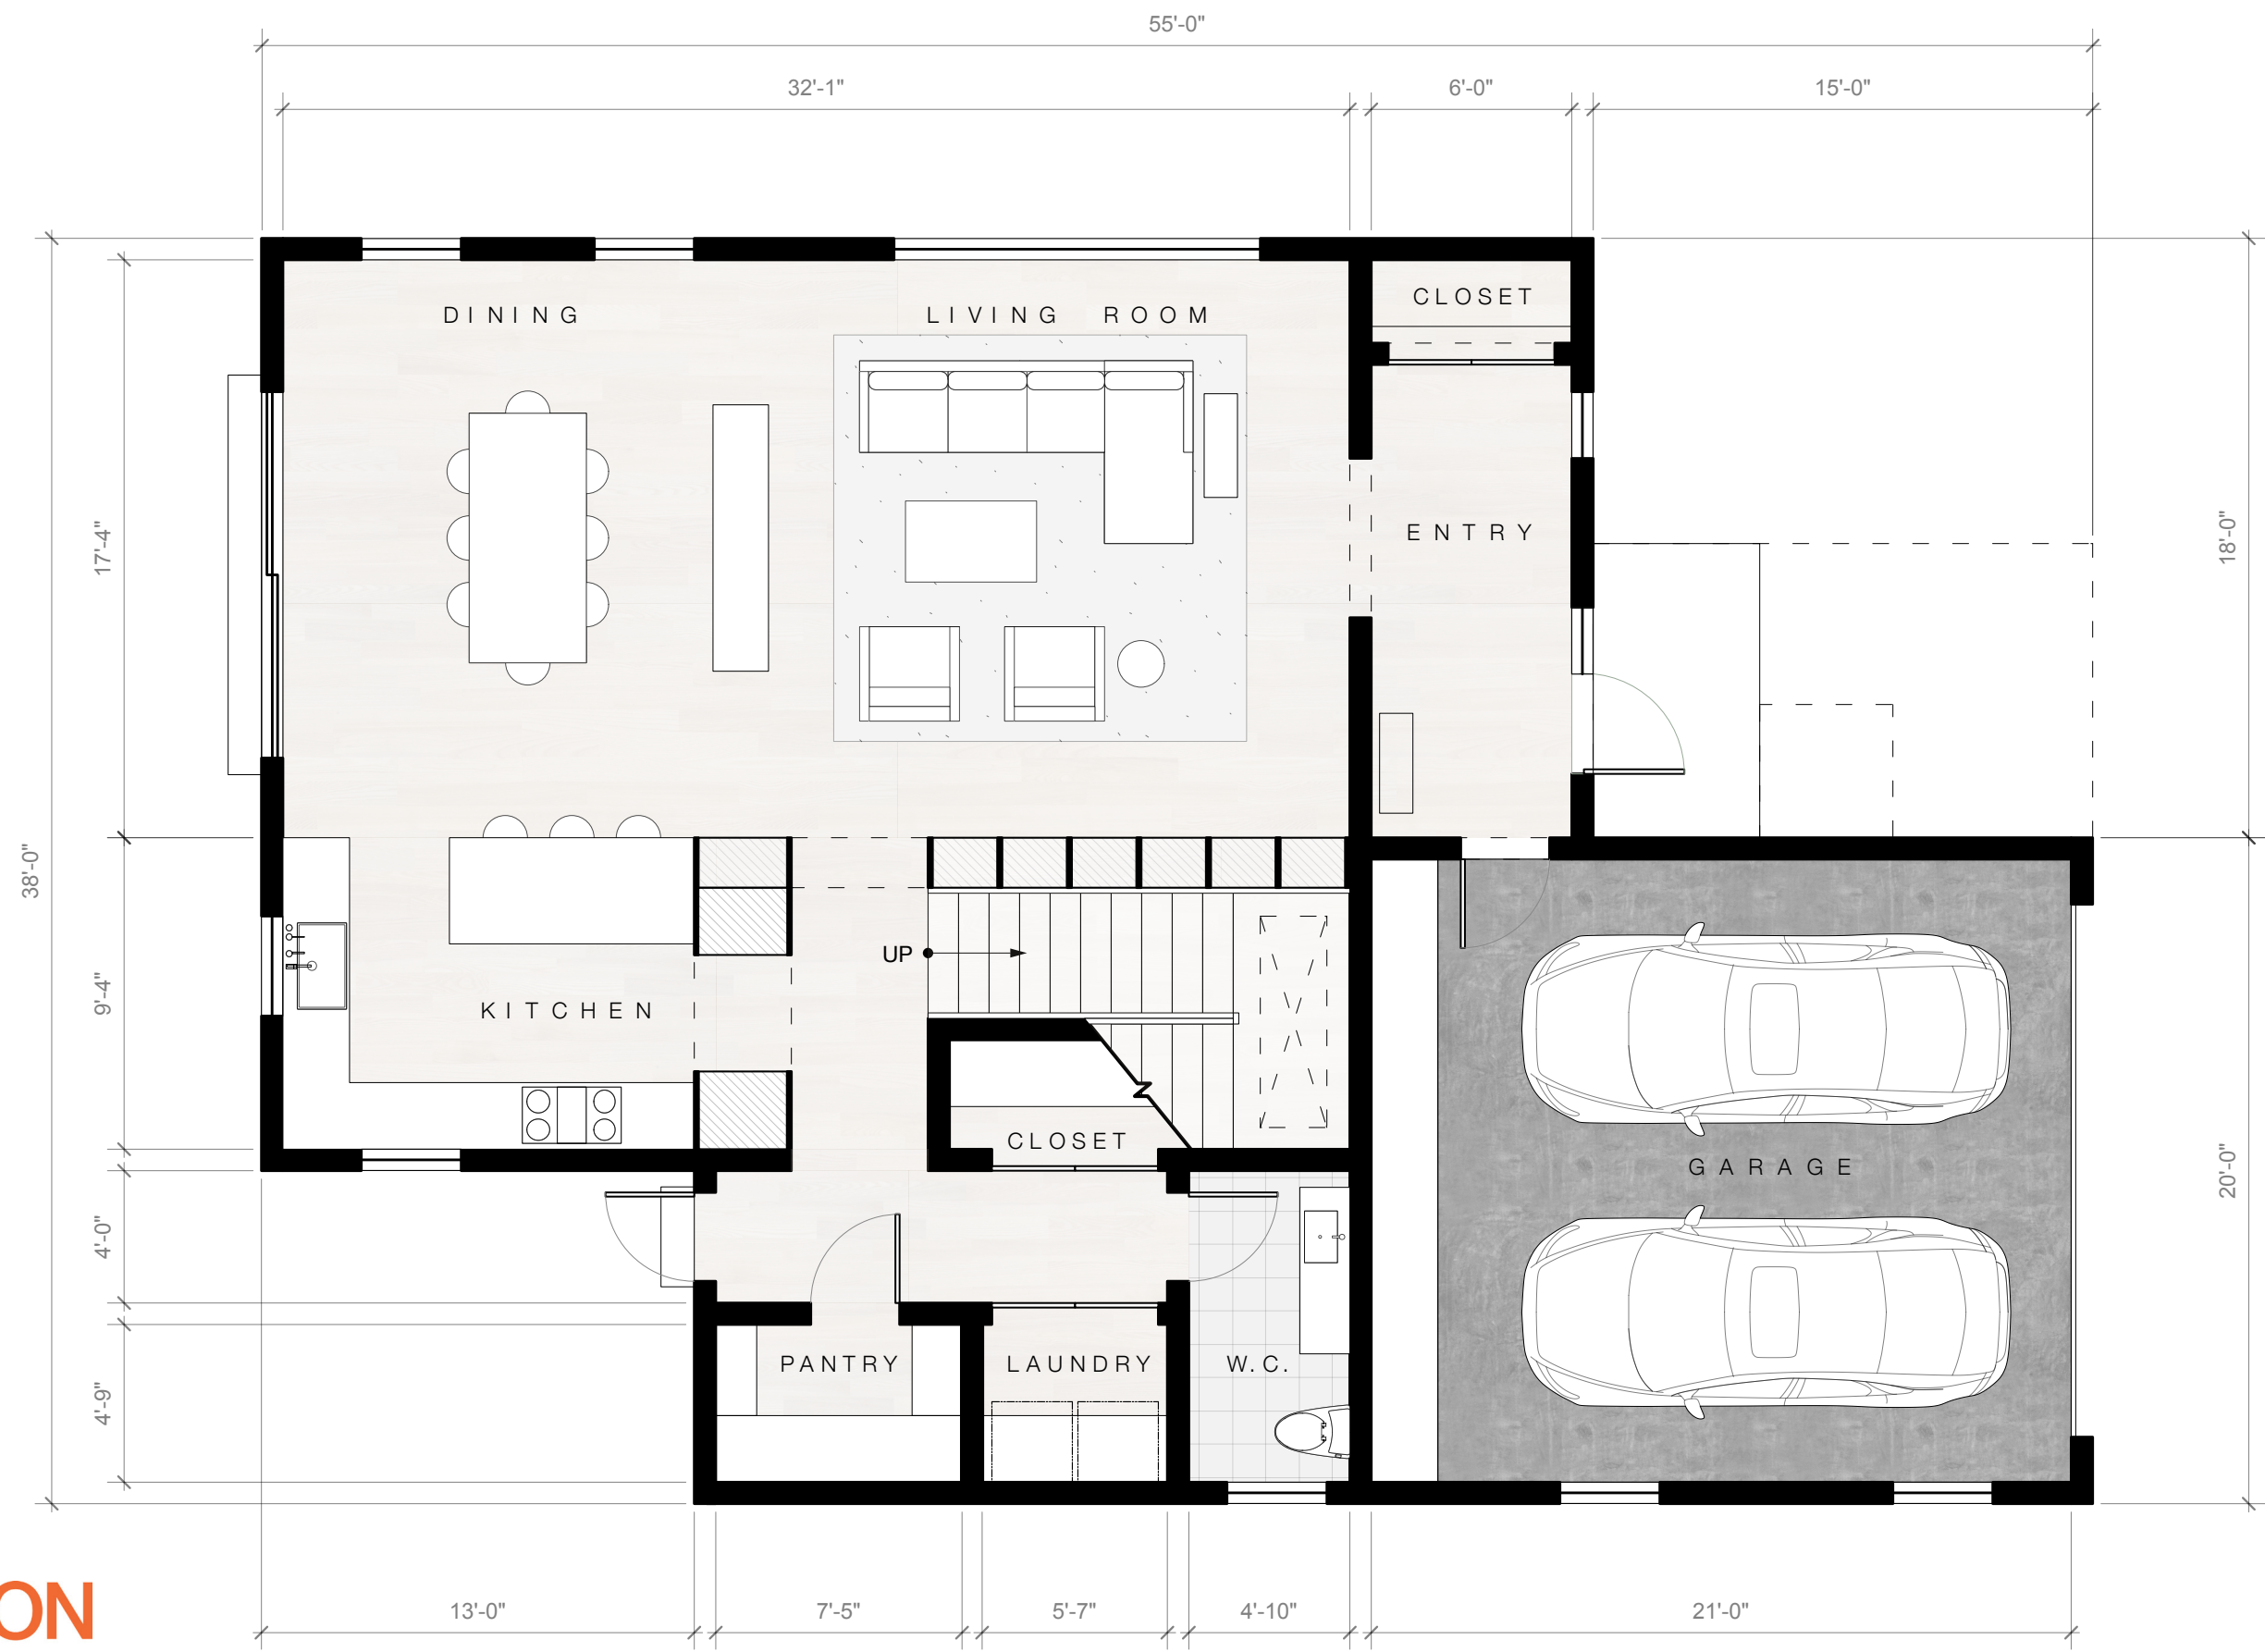 55'-0"
32'-1"
6'-0"
15'-0"
CLOSET
DINING
LIVING ROOM
ENTRY
17'-4"
18'-0"
38'-0"
UP
9'-4"
KITCHEN
CLOSET
GARAGE
20'-0"
4'-0"
PANTRY
LAUNDRY
W.C.
4'-9"
ON
13'-0"
7'-5"
5'-7"
4'-10"
21'-0"